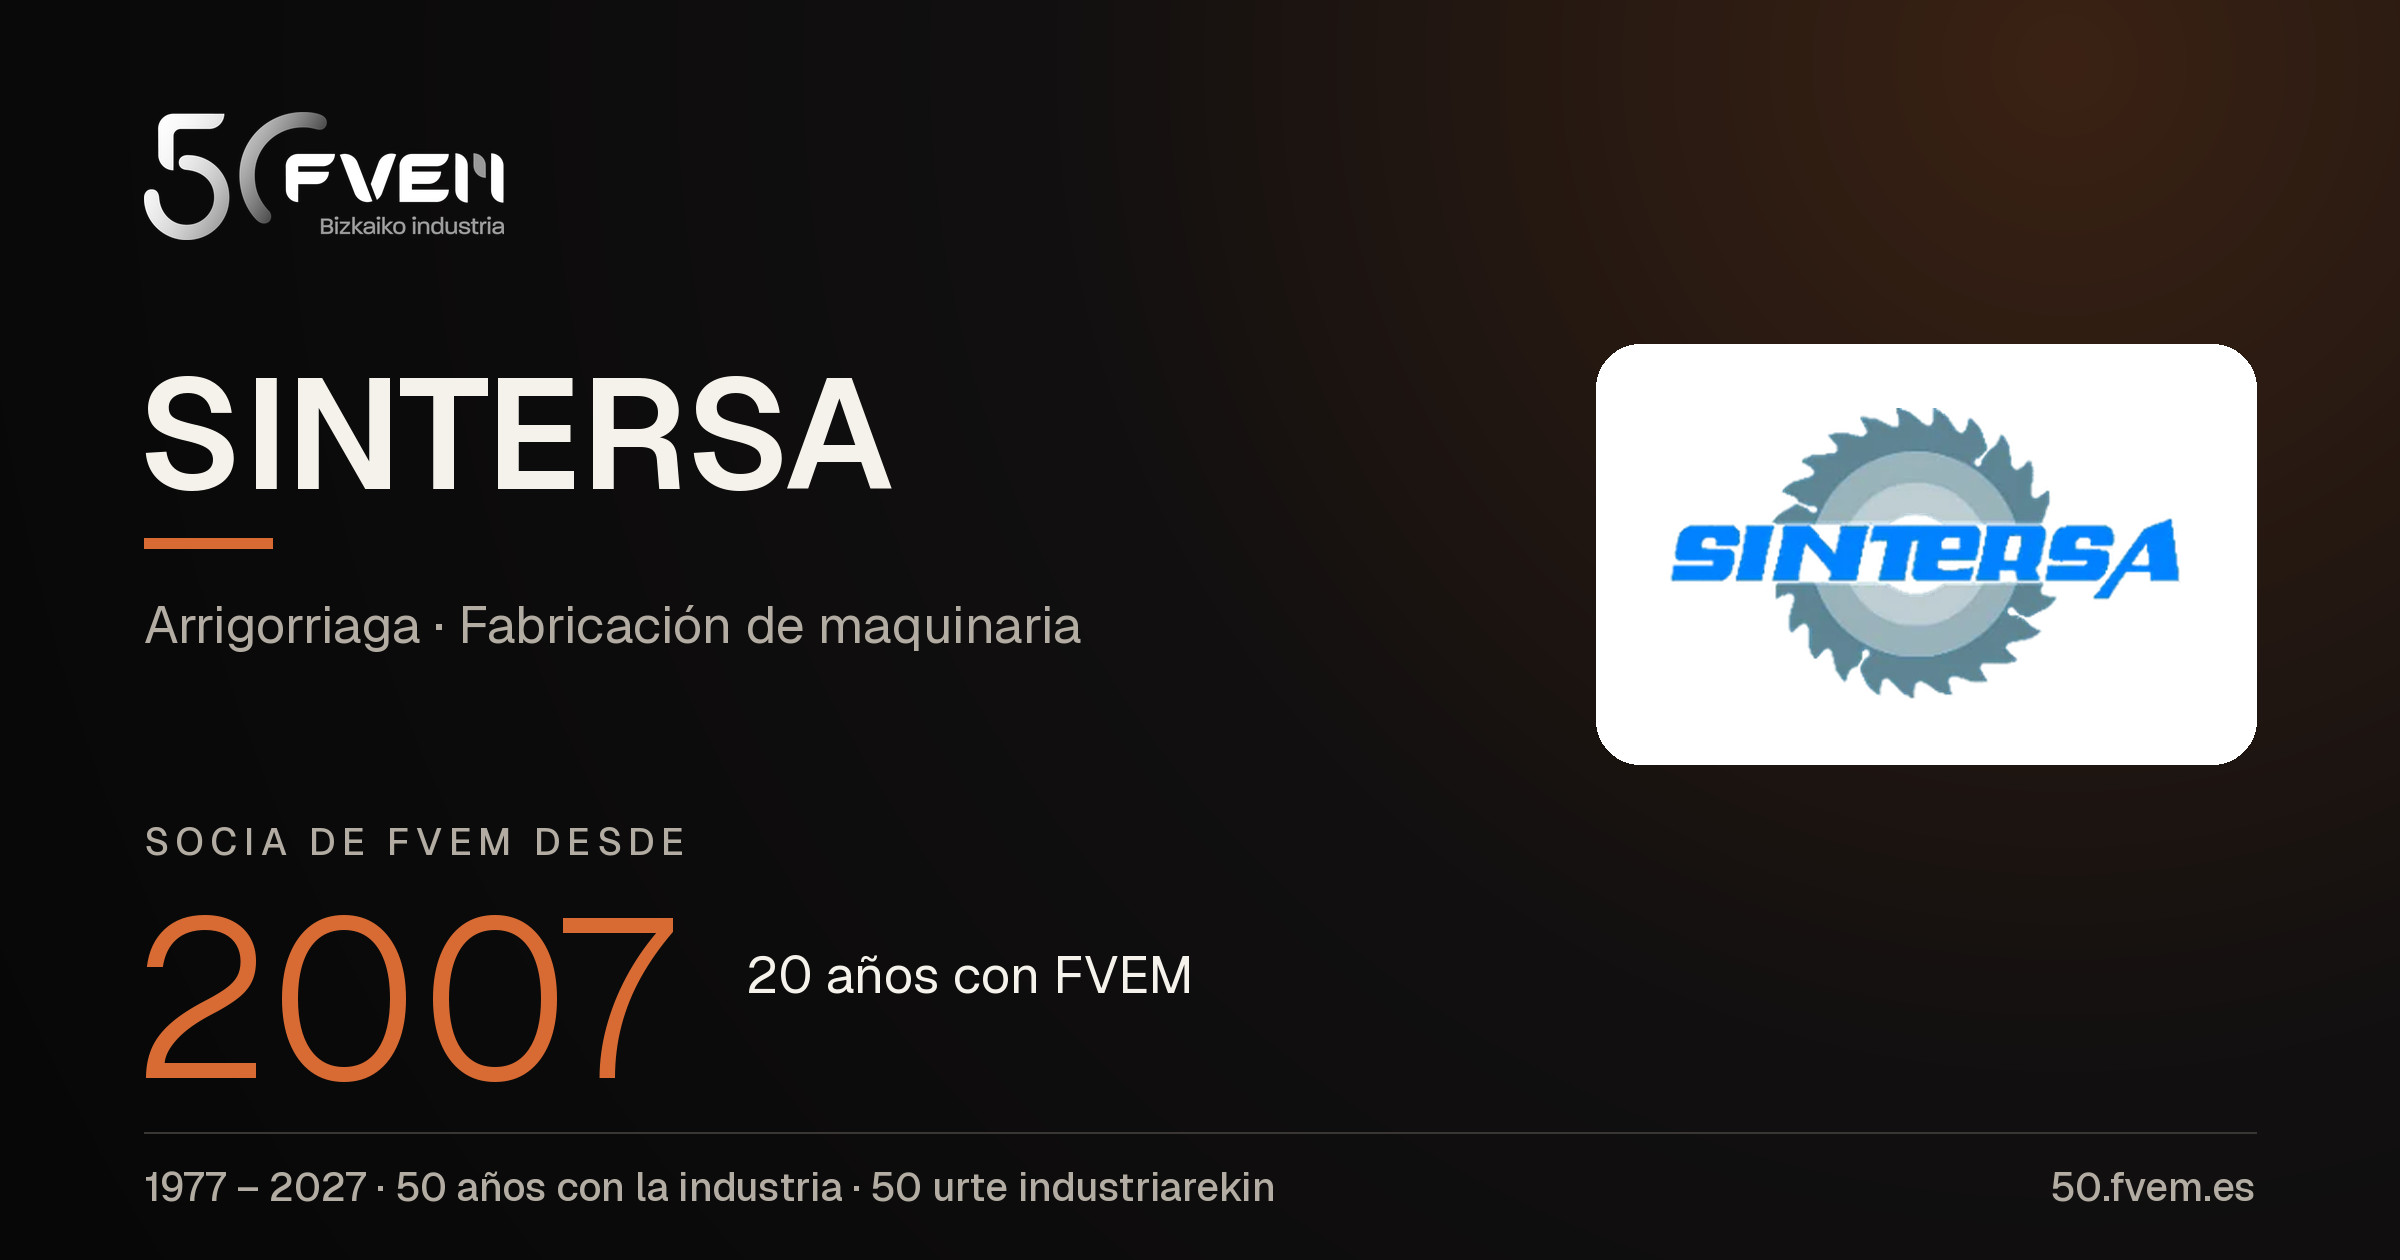 50 FVEM
Bizkaiko industria
SINTERSA
Arrigorriaga · Fabricación de maquinaria
SINTERSA
SOCIA DE FVEM DESDE
2007
20 años con FVEM
1977 – 2027 · 50 años con la industria · 50 urte industriarekin
50.fvem.es